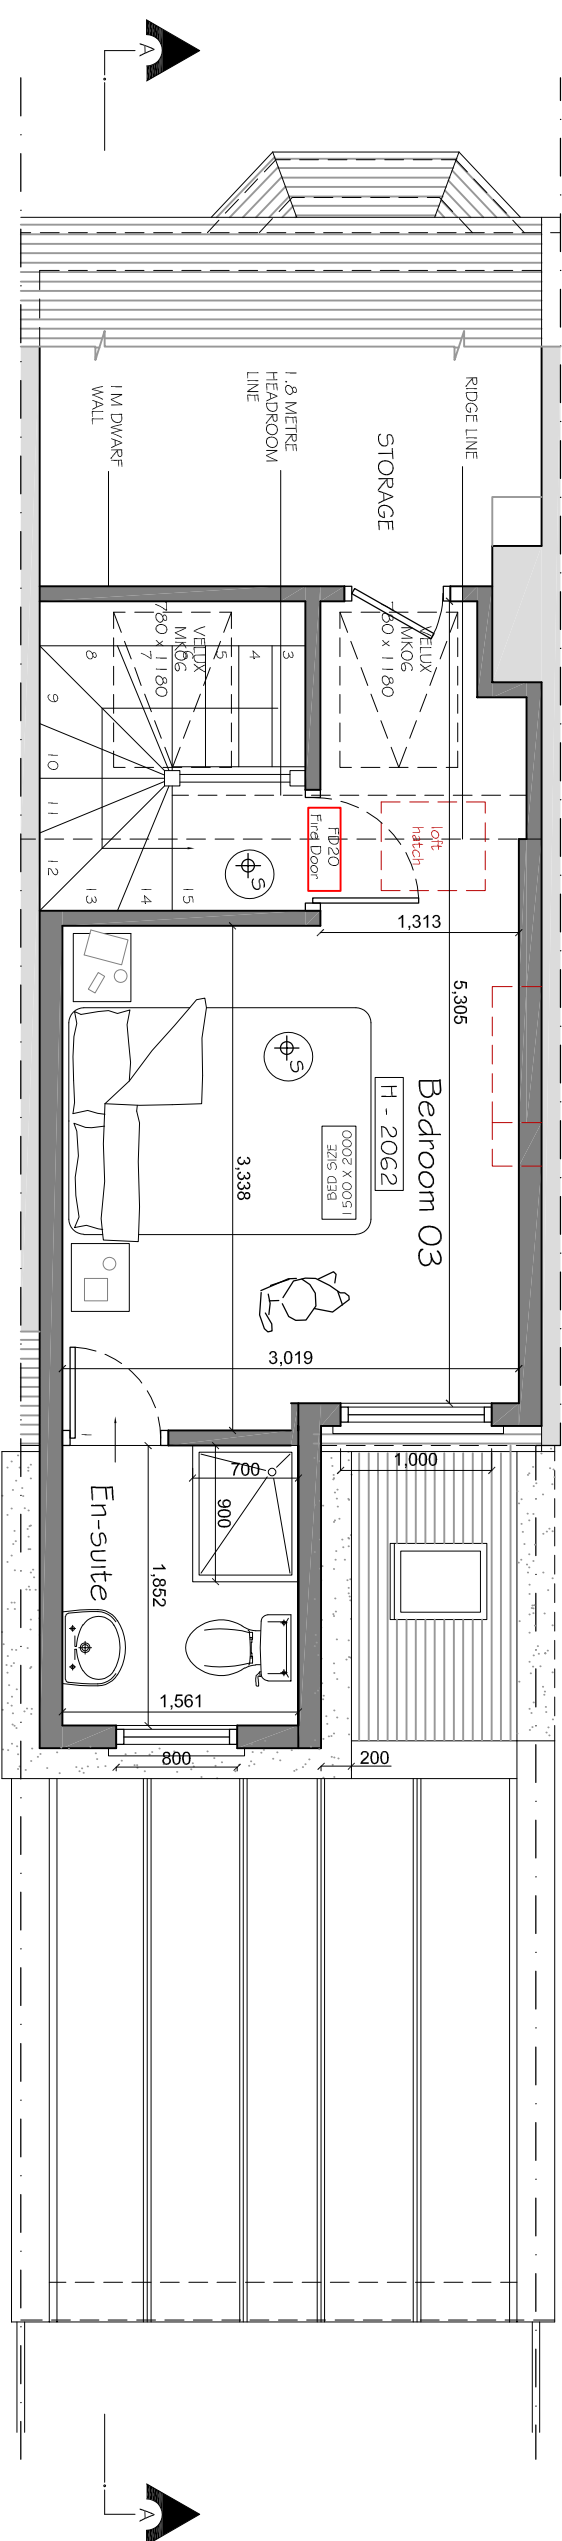 A
RIDGE LINE
1.8 METRE
HEADROOM
LINE
1M DWARF
WALL
STORAGE
VELUX
MK06
780 x 1180
VELUX
MK06
780 x 1180
3
4
5
6
7
8
9
10
11
12
13
14
15
FD20
Fire Door
loft
hatch
S
1,313
5,305
S
Bedroom 03
H - 2062
1500 X 2000
BED SIZE
3,338
3,019
1,000
700
900
En-suite
1,852
1,561
800
200
A